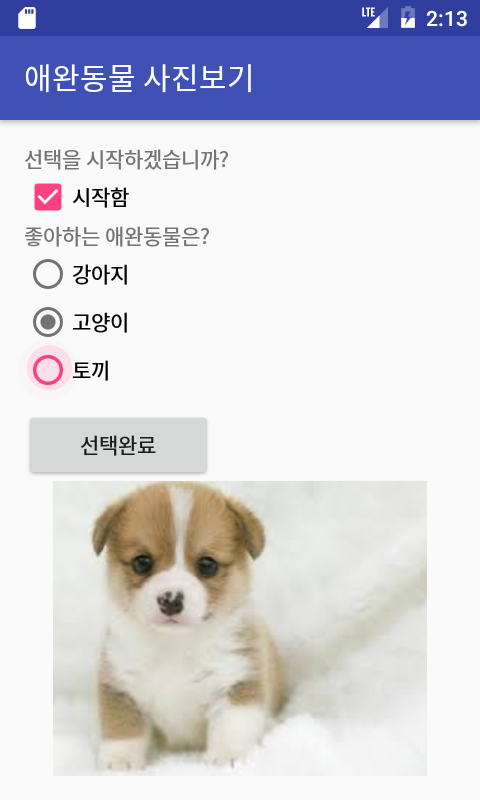 LTE 2:13
애완동물 사진보기
선택을 시작하겠습니까?
시작함
좋아하는 애완동물은?
강아지
고양이
토끼
선택완료